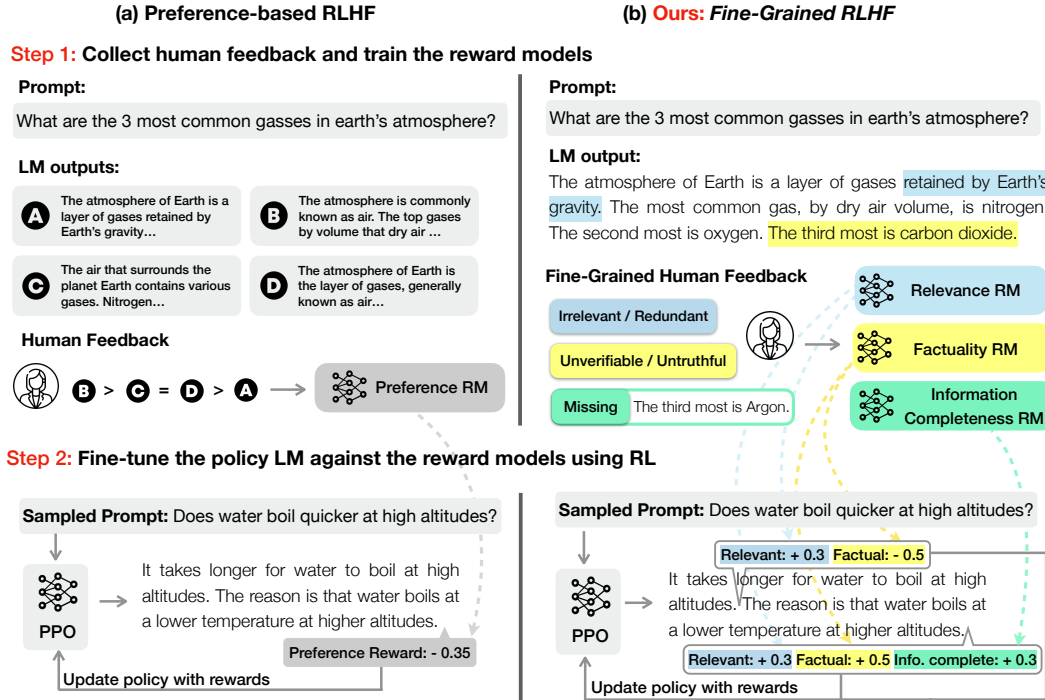 (a) Preference-based RLHF
Step 1: Collect human feedback and train the reward models
Prompt:
What are the 3 most common gasses in earth's atmosphere?
LM outputs:
A
The atmosphere of Earth is a
layer of gases retained by
Earth's gravity…
B
The atmosphere is commonly
known as air. The top gases
by volume that dry air …
C
The air that surrounds the
planet Earth contains various
gases. Nitrogen…
D
The atmosphere of Earth is
the layer of gases, generally
known as air…
Human Feedback
B > C = D > A
Preference RM
(b) Ours: Fine-Grained RLHF
Prompt:
What are the 3 most common gasses in earth's atmosphere?
LM output:
The atmosphere of Earth is a layer of gases retained by Earth's
gravity. The most common gas, by dry air volume, is nitrogen
The second most is oxygen. The third most is carbon dioxide.
Fine-Grained Human Feedback
Irrelevant / Redundant
Unverifiable / Untruthful
Missing The third most is Argon.
Relevance RM
Factuality RM
Information
Completeness RM
Step 2: Fine-tune the policy LM against the reward models using RL
Sampled Prompt: Does water boil quicker at high altitudes?
PPO
It takes longer for water to boil at high
altitudes. The reason is that water boils at
a lower temperature at higher altitudes.
Preference Reward: - 0.35
Update policy with rewards
Sampled Prompt: Does water boil quicker at high altitudes?
Relevant: + 0.3 Factual: - 0.5
PPO
It takes longer for water to boil at high
altitudes. The reason is that water boils at
a lower temperature at higher altitudes.
Relevant: + 0.3 Factual: + 0.5 Info. complete: + 0.3
Update policy with rewards